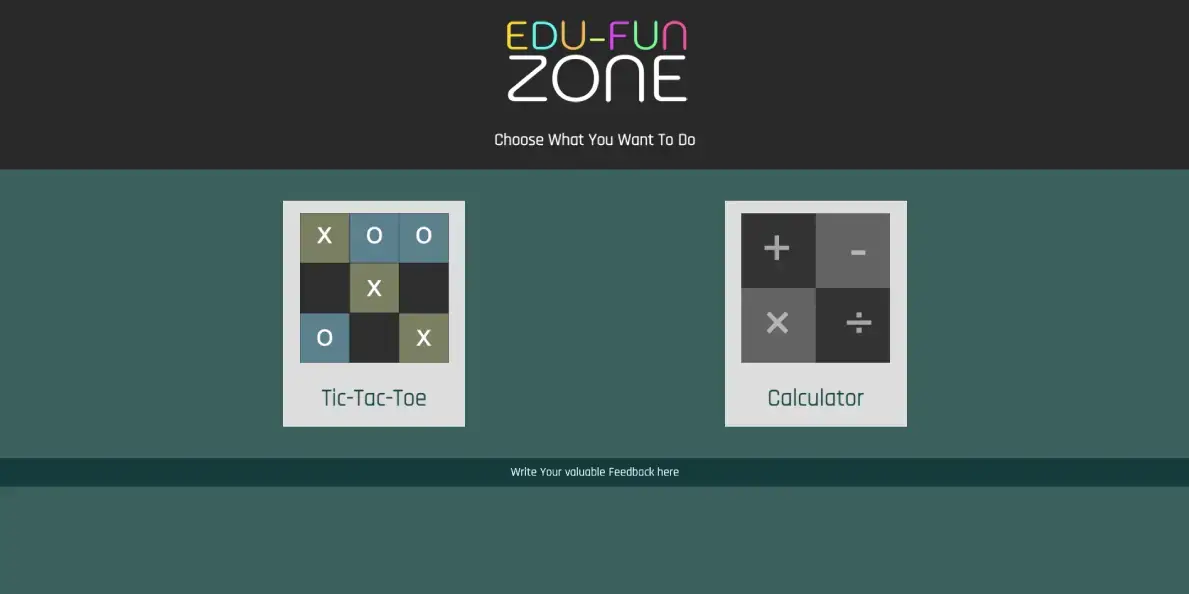 EDU-FUN
ZONE
Choose What You Want To Do
X O O
X
O X
+ -
× ÷
Tic-Tac-Toe
Calculator
Write Your valuable Feedback here